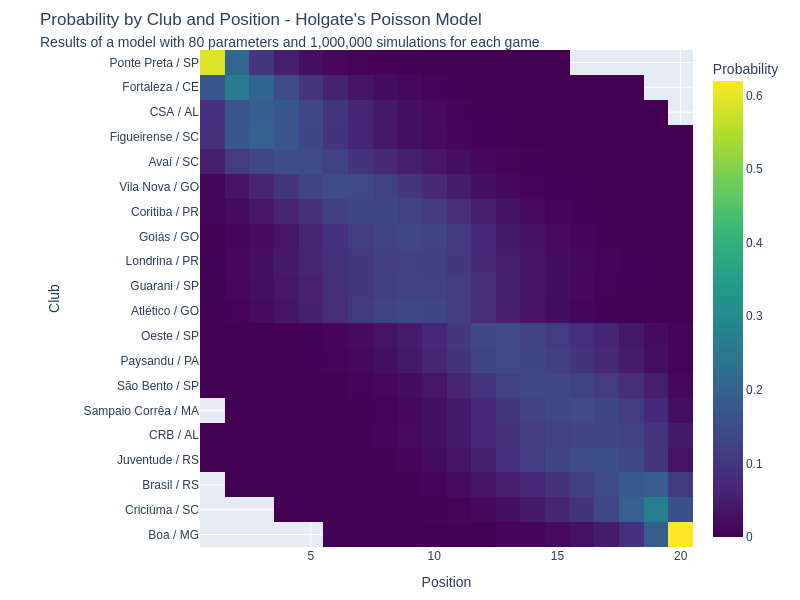 Probability by Club and Position - Holgate's Poisson Model
Results of a model with 80 parameters and 1,000,000 simulations for each game
Probability
Ponte Preta / SP
Fortaleza / CE
CSA / AL
Figueirense / SC
Avaí / SC
Vila Nova / GO
Coritiba / PR
Goiás / GO
Londrina / PR
Guarani / SP
Atlético / GO
Oeste / SP
Paysandu / PA
São Bento / SP
Sampaio Corrêa / MA
CRB / AL
Juventude / RS
Brasil / RS
Criciúma / SC
Boa / MG
Club
0.6
0.5
0.4
0.3
0.2
0.1
0
5 10 15 20
Position